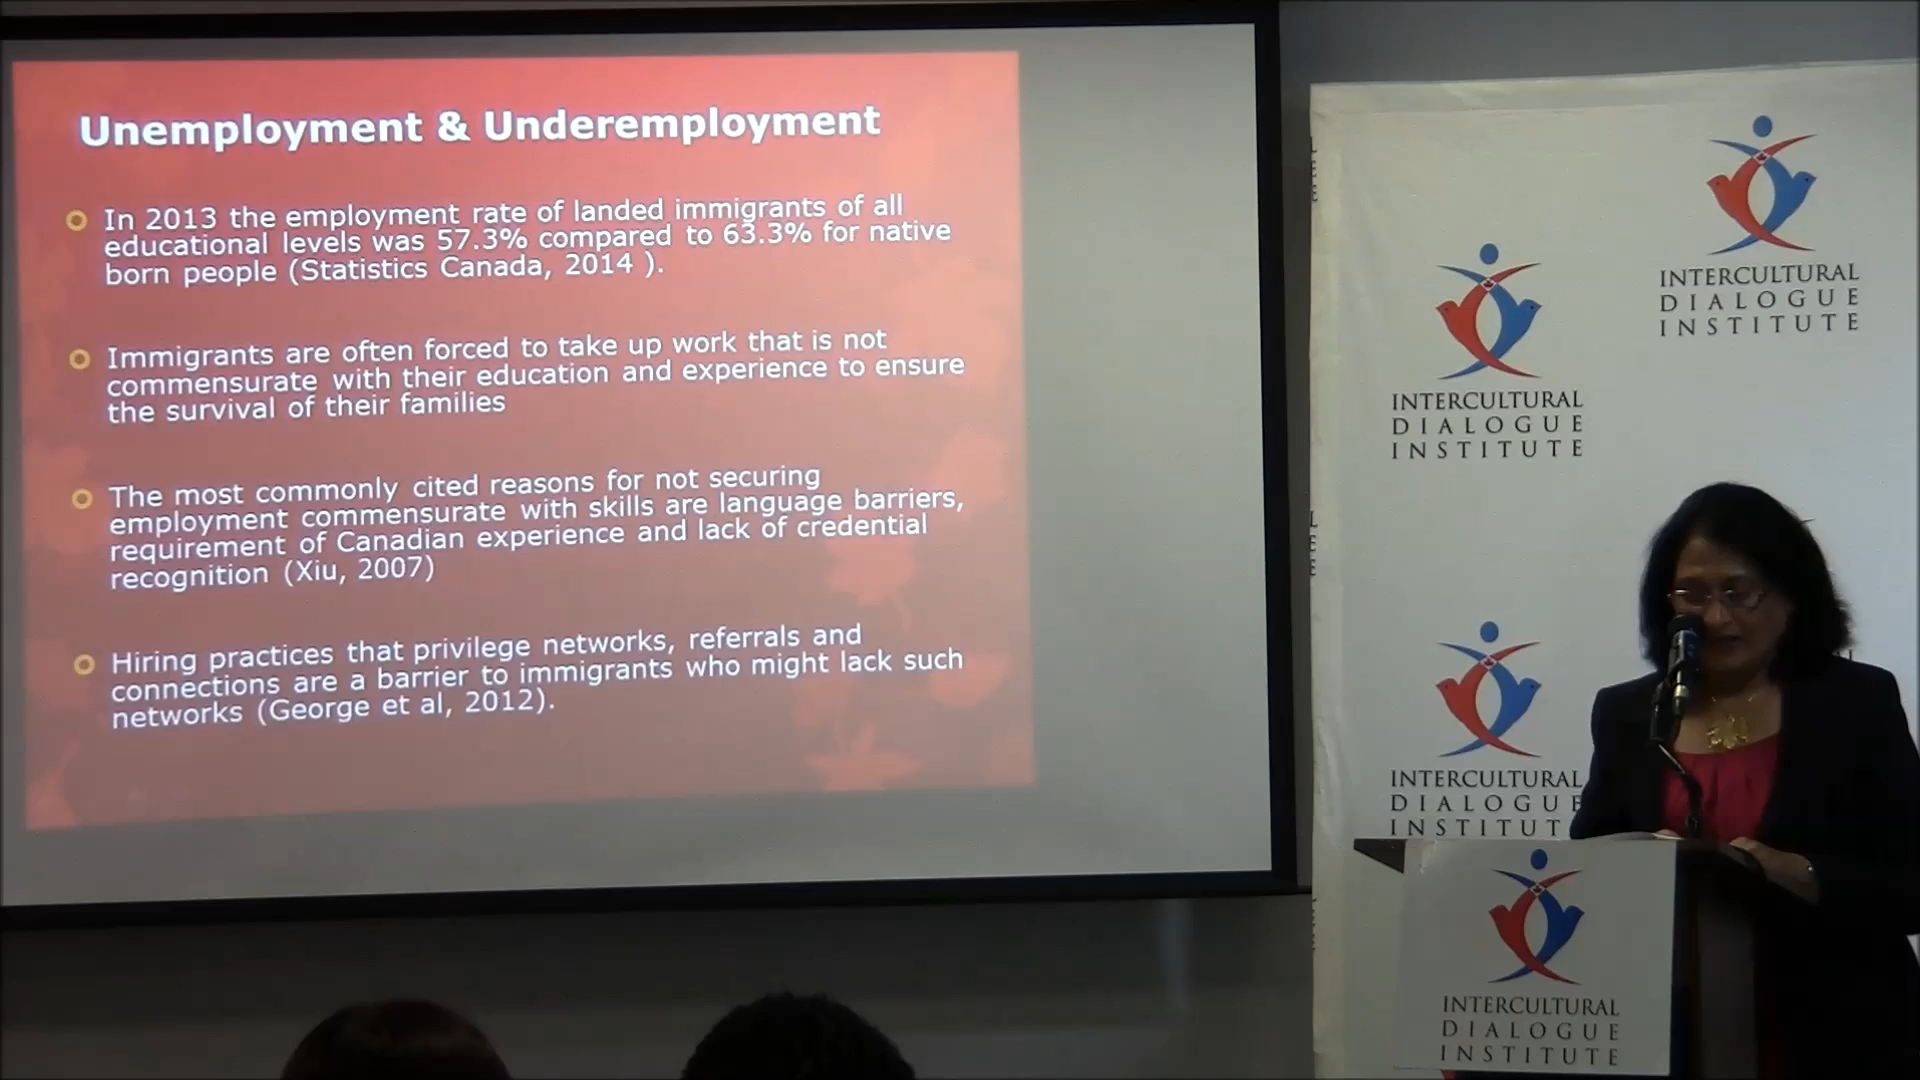 Unemployment & Underemployment
In 2013 the employment rate of landed immigrants of all
educational levels was 57.3% compared to 63.3% for native
born people (Statistics Canada, 2014 ).
Immigrants are often forced to take up work that is not
commensurate with their education and experience to ensure
the survival of their families
The most commonly cited reasons for not securing
employment commensurate with skills are language barriers,
requirement of Canadian experience and lack of credential
recognition (Xiu, 2007)
Hiring practices that privilege networks, referrals and
connections are a barrier to immigrants who might lack such
networks (George et al, 2012).
INTERCULTURAL
DIALOGUE
INSTITUTE
INTERCULTURAL
DIALOGUE
INSTITUTE
INTERCULTURAL
DIALOGUE
INSTITUT
INTERCULTURAL
DIALOGUE
INSTITUTE